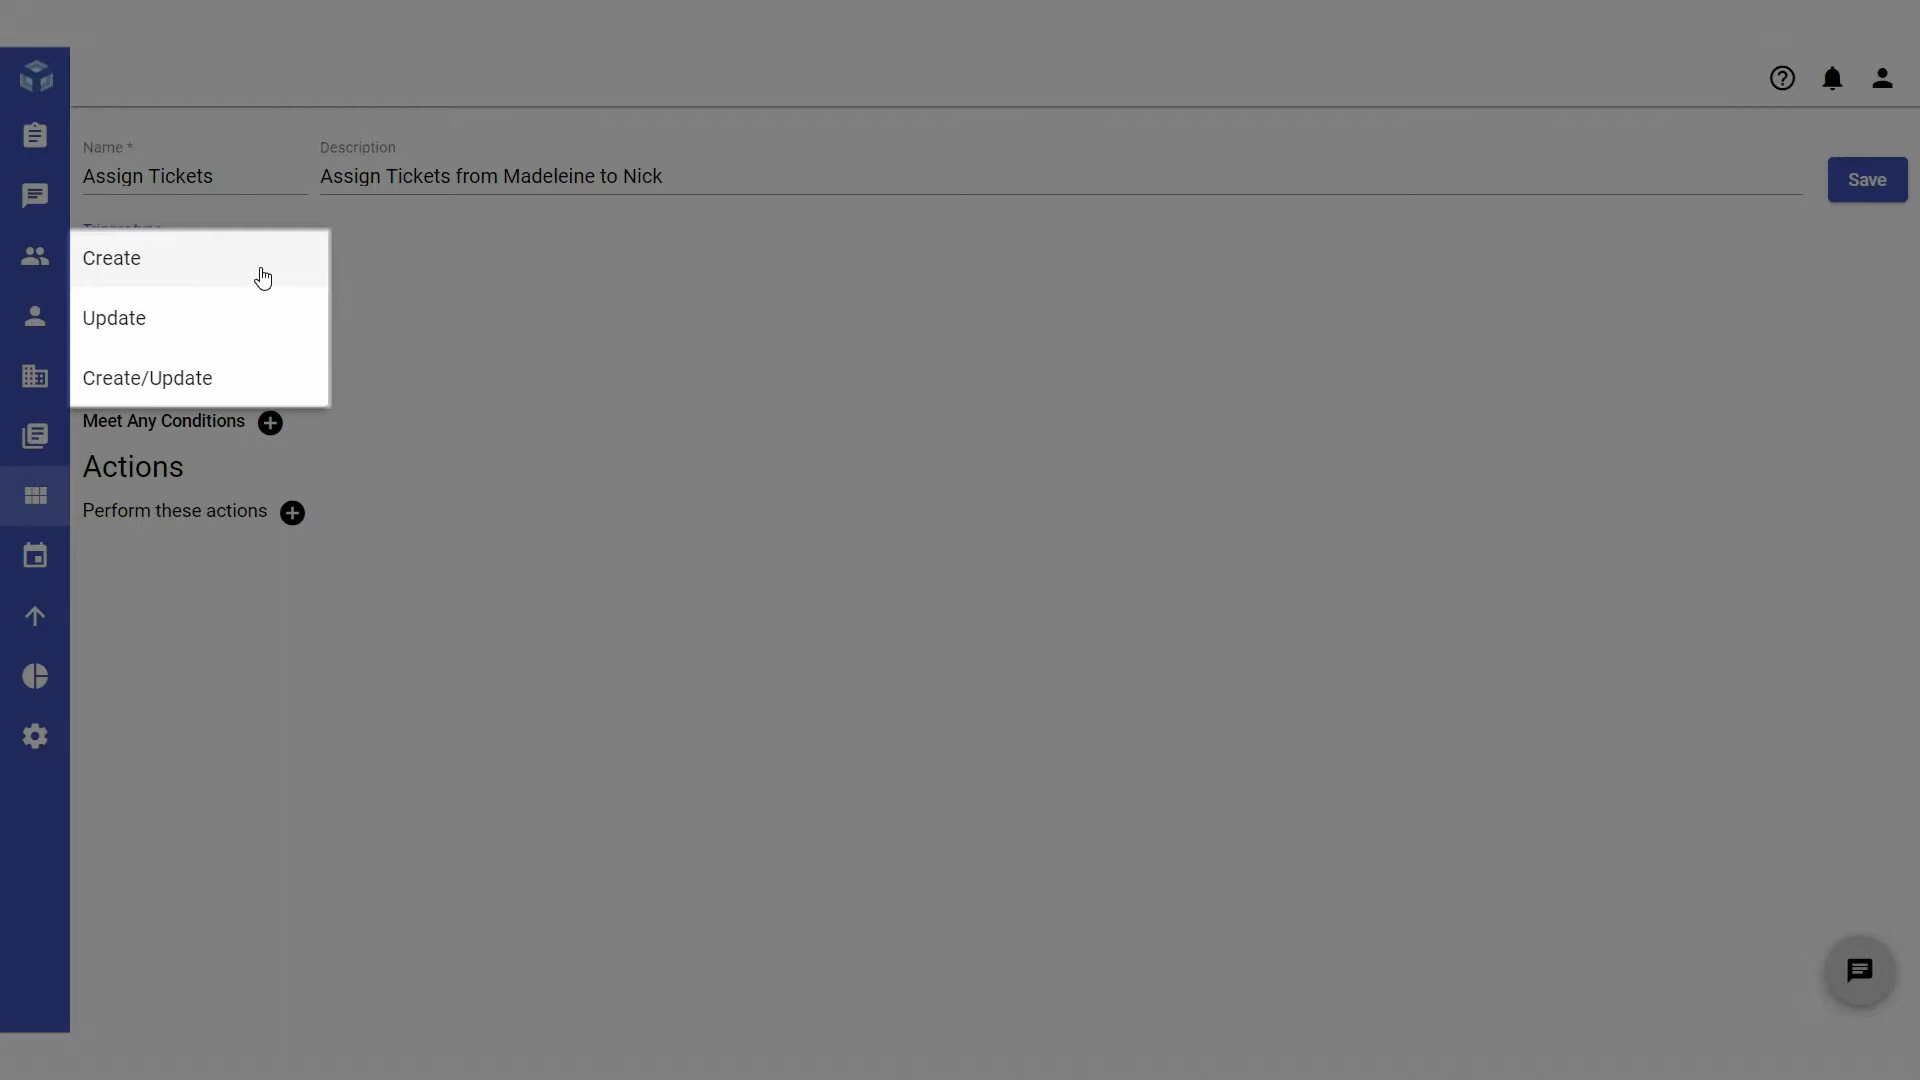 Name *
Description
Assign Tickets
Assign Tickets from Madeleine to Nick
Save
Create
Update
Create/Update
Meet Any Conditions
Actions
Perform these actions